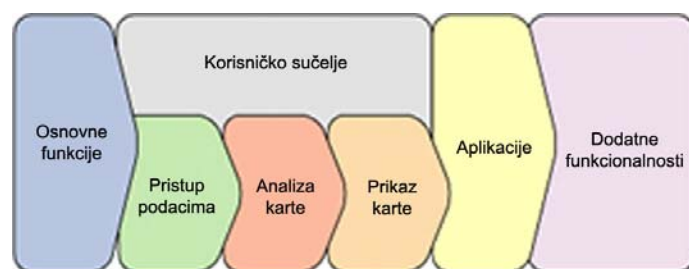 Korisničko sučelje
Osnovne
funkcije
Pristup
podacima
Analiza
karte
Prikaz
karte
Aplikacije
Dodatne
funkcionalnosti